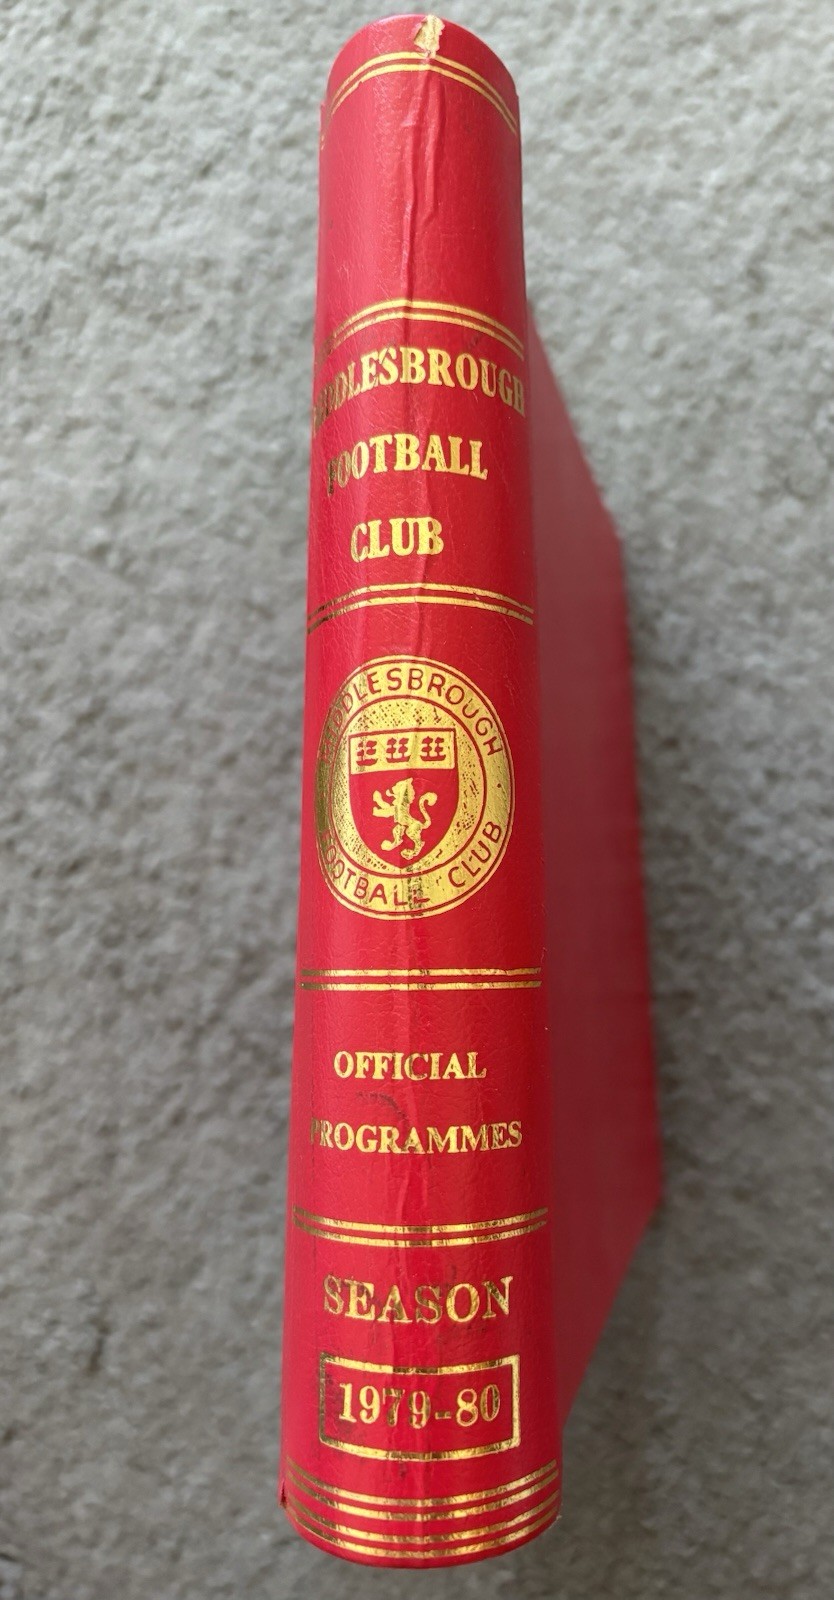 MIDDLESBROUGH
FOOTBALL
CLUB
MIDDLESBROUGH
FOOTBALL CLUB
OFFICIAL
PROGRAMMES
SEASON
1979-80